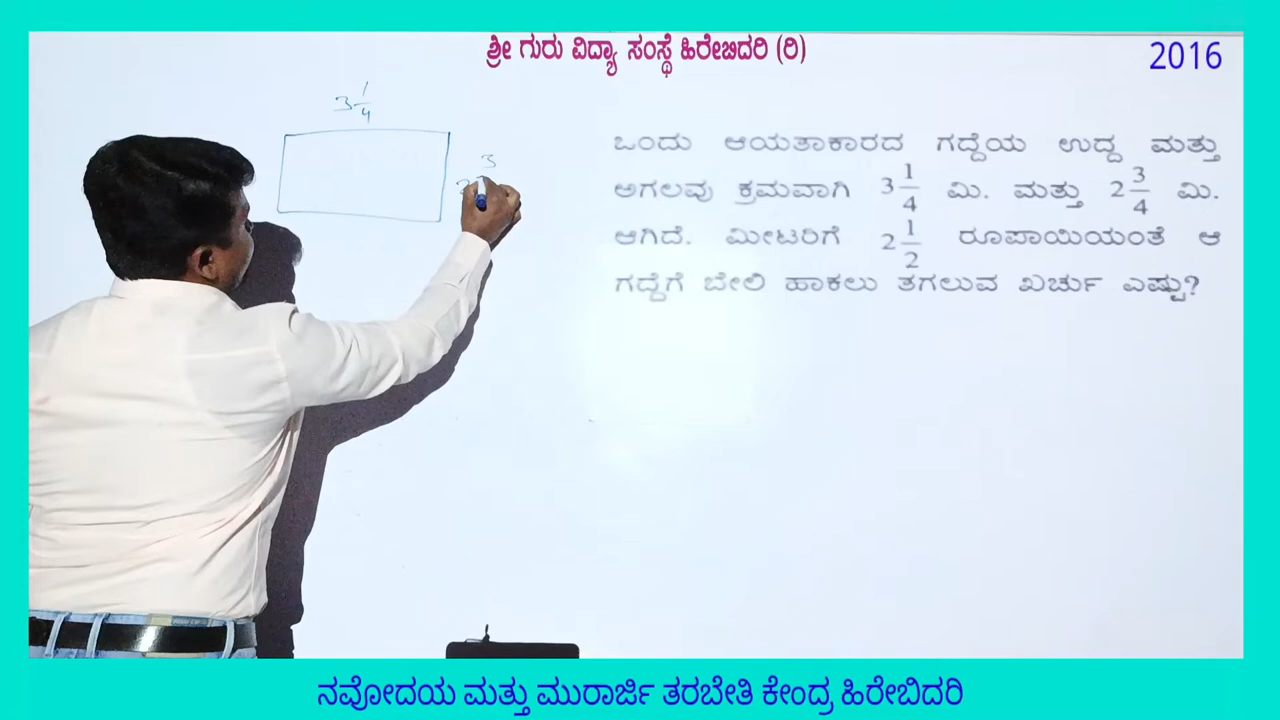 ಶ್ರೀ ಗುರು ವಿದ್ಯಾ ಸಂಸ್ಥೆ ಹಿರೇಬಿದರಿ (ರಿ)
2016
3 1/4
3
ಒಂದು ಆಯತಾಕಾರದ ಗದ್ದೆಯ ಉದ್ದ ಮತ್ತು
ಅಗಲವು ಕ್ರಮವಾಗಿ 3 1/4 ಮಿ. ಮತ್ತು 2 3/4 ಮಿ.
ಆಗಿದೆ. ಮೀಟರಿಗೆ 2 1/2 ರೂಪಾಯಿಯಂತೆ ಆ
ಗದ್ದೆಗೆ ಬೇಲಿ ಹಾಕಲು ತಗಲುವ ಖರ್ಚು ಎಷ್ಟು?
ನವೋದಯ ಮತ್ತು ಮುರಾರ್ಜಿ ತರಬೇತಿ ಕೇಂದ್ರ ಹಿರೇಬಿದರಿ